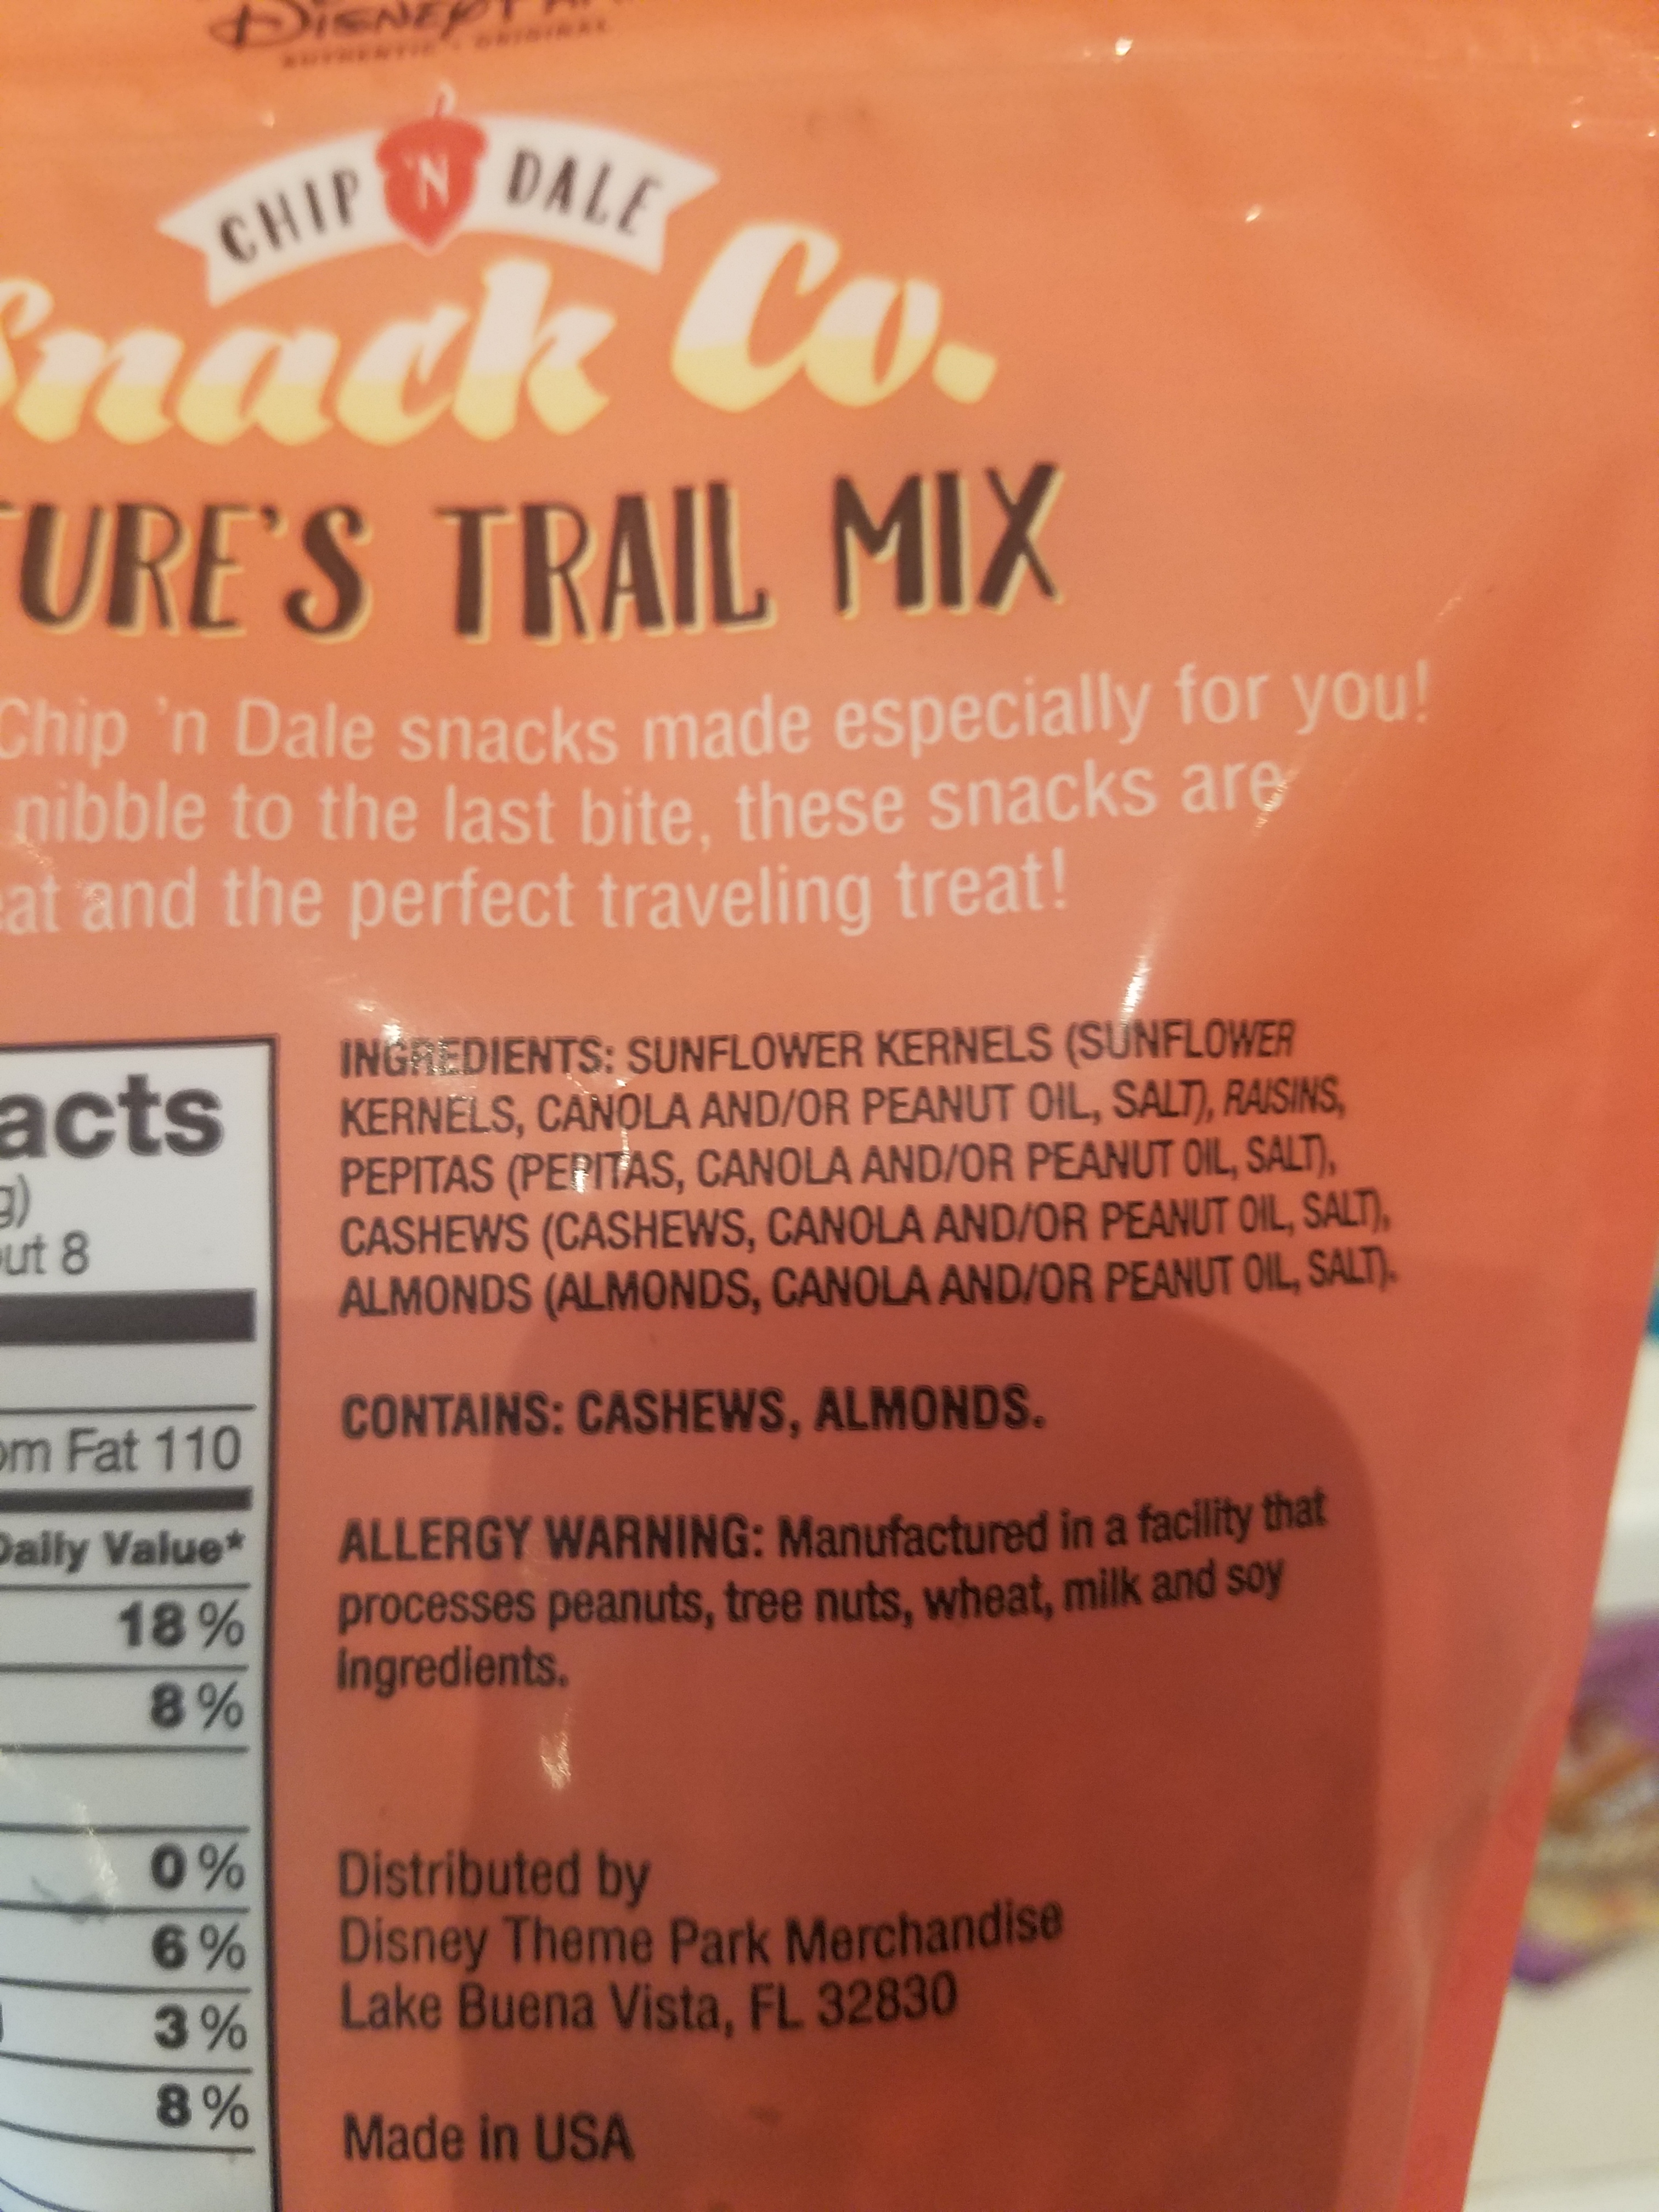 DISNEY PA
AUTHENTIC • ORIGINAL
CHIP 'N DALE
Snack Co.
TURE'S TRAIL MIX
Chip 'n Dale snacks made especially for you!
nibble to the last bite, these snacks are
eat and the perfect traveling treat!
INGREDIENTS: SUNFLOWER KERNELS (SUNFLOWER
KERNELS, CANOLA AND/OR PEANUT OIL, SALT), RAISINS,
PEPITAS (PEPITAS, CANOLA AND/OR PEANUT OIL, SALT),
CASHEWS (CASHEWS, CANOLA AND/OR PEANUT OIL, SALT),
ALMONDS (ALMONDS, CANOLA AND/OR PEANUT OIL, SALT).
CONTAINS: CASHEWS, ALMONDS.
ALLERGY WARNING: Manufactured in a facility that
processes peanuts, tree nuts, wheat, milk and soy
ingredients.
Distributed by
Disney Theme Park Merchandise
Lake Buena Vista, FL 32830
Made in USA
acts
g)
out 8
om Fat 110
Daily Value*
18%
8%
0%
6%
3%
8%